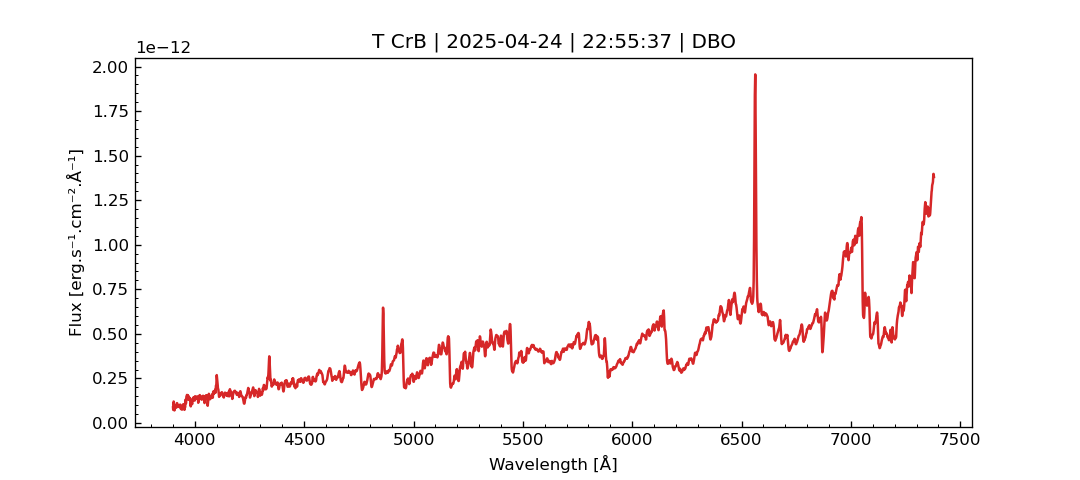 T CrB | 2025-04-24 | 22:55:37 | DBO
1e−12
2.00
1.75
1.50
1.25
1.00
0.75
0.50
0.25
0.00
Flux [erg.s⁻¹.cm⁻².Å⁻¹]
4000 4500 5000 5500 6000 6500 7000 7500
Wavelength [Å]